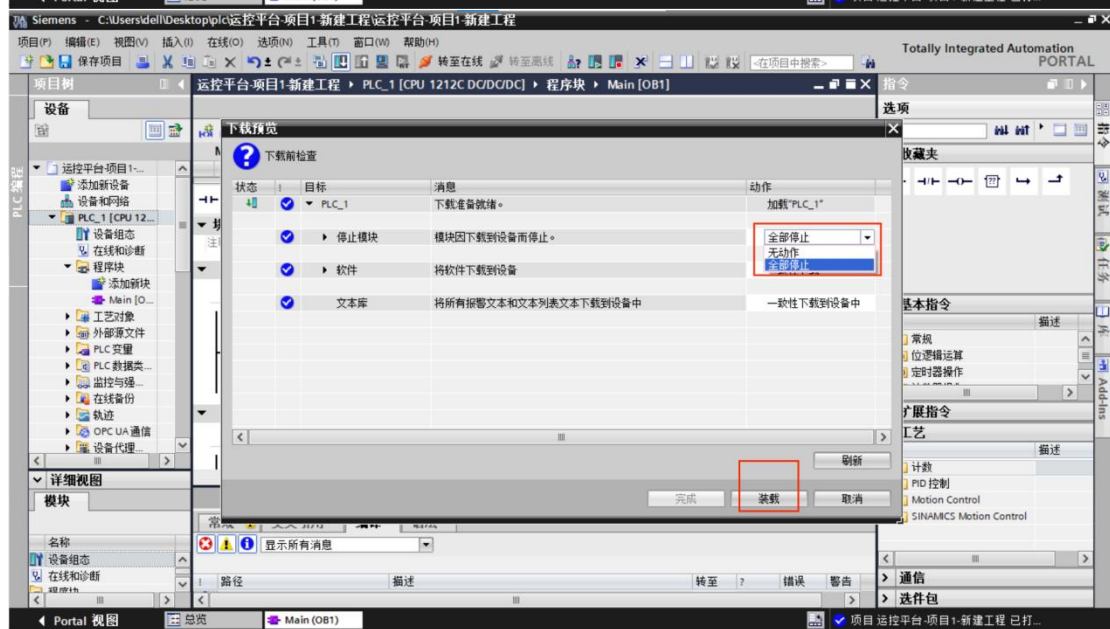 Portal 视图
总览
Siemens - C:\Users\dell\Desktop\plc\运控平台-项目1-新建工程\运控平台-项目1-新建工程
项目(P) 编辑(E) 视图(V) 插入(I) 在线(O) 选项(N) 工具(T) 窗口(W) 帮助(H)
Totally Integrated Automation
PORTAL
保存项目 转至在线 转至离线 <在项目中搜索>
项目树
运控平台-项目1-新建工程 ▸ PLC_1 [CPU 1212C DC/DC/DC] ▸ 程序块 ▸ Main [OB1]
指令
设备
选项
PLC 编程
下载预览
下载前检查
收藏夹
运控平台-项目1-...
添加新设备
设备和网络
PLC_1 [CPU 12...
设备组态
在线和诊断
程序块
添加新块
Main [O...
工艺对象
外部源文件
PLC 变量
PLC 数据类...
监控与强...
在线备份
轨迹
OPC UA 通信
设备代理...
状态 ! 目标 消息 动作
PLC_1 下载准备就绪。 加载"PLC_1"
停止模块 模块因下载到设备而停止。 全部停止
无动作
全部停止
软件 将软件下载到设备
文本库 将所有报警文本和文本列表文本下载到设备中 一致性下载到设备中
刷新
完成 装载 取消
基本指令
描述
常规
位逻辑运算
定时器操作
扩展指令
工艺
描述
计数
PID 控制
Motion Control
SINAMICS Motion Control
通信
选件包
测试
任务
库
Add-Ins
详细视图
模块
名称
设备组态
在线和诊断
程序块
显示所有消息
! 路径 描述 转至 ? 错误 警告
Portal 视图 总览 Main (OB1) 项目 运控平台-项目1-新建工程 已打...